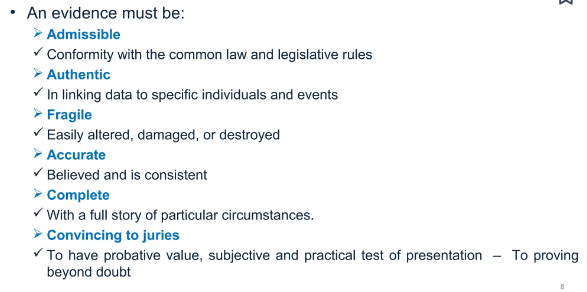 • An evidence must be:
➢ Admissible
✓ Conformity with the common law and legislative rules
➢ Authentic
✓ In linking data to specific individuals and events
➢ Fragile
✓ Easily altered, damaged, or destroyed
➢ Accurate
✓ Believed and is consistent
➢ Complete
✓ With a full story of particular circumstances.
➢ Convincing to juries
✓ To have probative value, subjective and practical test of presentation – To proving
beyond doubt
8